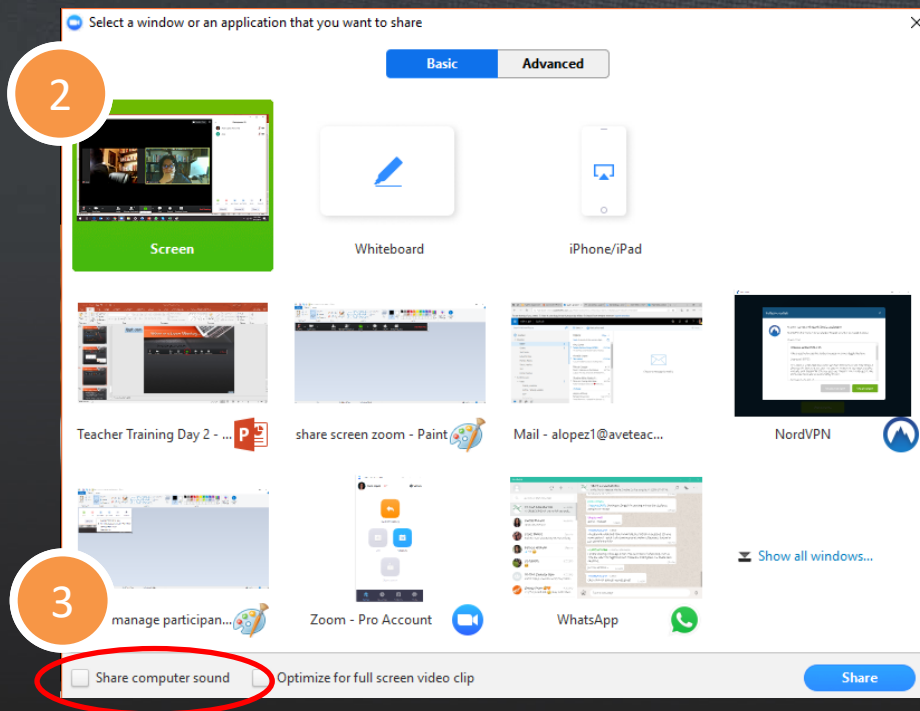 Select a window or an application that you want to share
Basic
Advanced
2
Screen
Whiteboard
iPhone/iPad
Teacher Training Day 2 - ...
share screen zoom - Paint
Mail - alopez1@aveteac...
NordVPN
Show all windows...
3
manage participan...
Zoom - Pro Account
WhatsApp
Share computer sound
Optimize for full screen video clip
Share